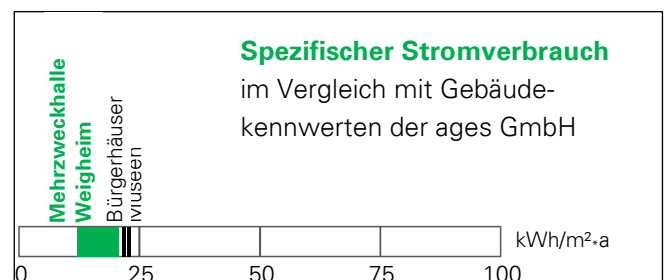 Spezifischer Stromverbrauch
im Vergleich mit Gebäude-
kennwerten der ages GmbH
Mehrzweckhalle
Weigheim
Bürgerhäuser
Museen
kWh/m²*a
0 25 50 75 100